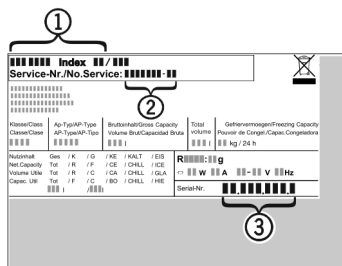 1
Index /
Service-Nr./No.Service: -
2
Klasse/Class Ap-Typ/AP-Type Bruttoinhalt/Gross Capacity Total Gefriervermoegen/Freezing Capacity
Classe/Clase AP-Type/AP-Tipo Volume Brut/Capacidad Bruta volume Pouvoir de Congel./Capac.Congeladora
l l kg / 24 h
Nutzinhalt Ges / K / G / KE / KALT / EIS
Net Capacity Tot / R / F / CE / CHILL / ICE
Volume Utile Tot / R / C / CA / CHILL / GLA
Capac. Util Tot / F / C / BO / CHILL / HIE
l / l
R : g
W A - V Hz
Serial-Nr.
3